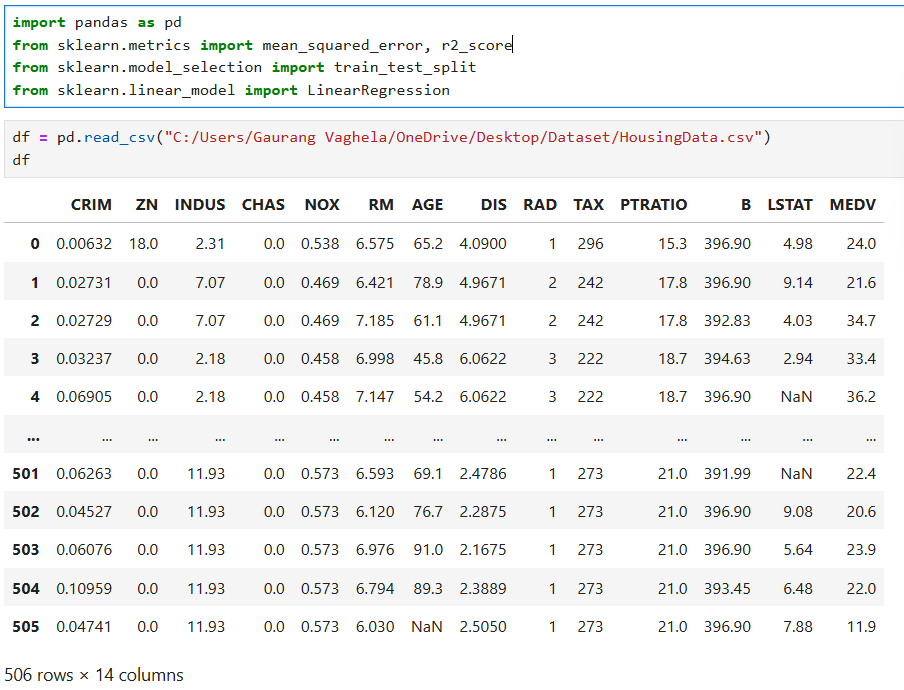 import pandas as pd
from sklearn.metrics import mean_squared_error, r2_score
from sklearn.model_selection import train_test_split
from sklearn.linear_model import LinearRegression
df = pd.read_csv("C:/Users/Gaurang Vaghela/OneDrive/Desktop/Dataset/HousingData.csv")
df
CRIM ZN INDUS CHAS NOX RM AGE DIS RAD TAX PTRATIO B LSTAT MEDV
0 0.00632 18.0 2.31 0.0 0.538 6.575 65.2 4.0900 1 296 15.3 396.90 4.98 24.0
1 0.02731 0.0 7.07 0.0 0.469 6.421 78.9 4.9671 2 242 17.8 396.90 9.14 21.6
2 0.02729 0.0 7.07 0.0 0.469 7.185 61.1 4.9671 2 242 17.8 392.83 4.03 34.7
3 0.03237 0.0 2.18 0.0 0.458 6.998 45.8 6.0622 3 222 18.7 394.63 2.94 33.4
4 0.06905 0.0 2.18 0.0 0.458 7.147 54.2 6.0622 3 222 18.7 396.90 NaN 36.2
... ... ... ... ... ... ... ... ... ... ... ... ... ... ...
501 0.06263 0.0 11.93 0.0 0.573 6.593 69.1 2.4786 1 273 21.0 391.99 NaN 22.4
502 0.04527 0.0 11.93 0.0 0.573 6.120 76.7 2.2875 1 273 21.0 396.90 9.08 20.6
503 0.06076 0.0 11.93 0.0 0.573 6.976 91.0 2.1675 1 273 21.0 396.90 5.64 23.9
504 0.10959 0.0 11.93 0.0 0.573 6.794 89.3 2.3889 1 273 21.0 393.45 6.48 22.0
505 0.04741 0.0 11.93 0.0 0.573 6.030 NaN 2.5050 1 273 21.0 396.90 7.88 11.9
506 rows × 14 columns